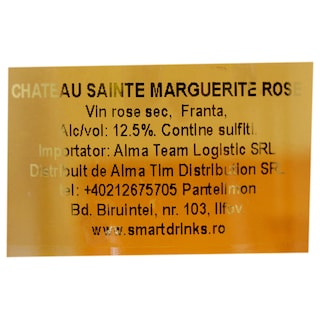 CHATEAU SAINTE MARGUERITE ROSE
Vin rose sec, Franta,
Alc/vol: 12.5%. Contine sulfiti.
Importator: Alma Team Logistic SRL
Distribuit de Alma Tim Distribution SRL
tel: +40212675705 Pantelimon
Bd. Biruintei, nr. 103, Ilfov
www.smartdrinks.ro